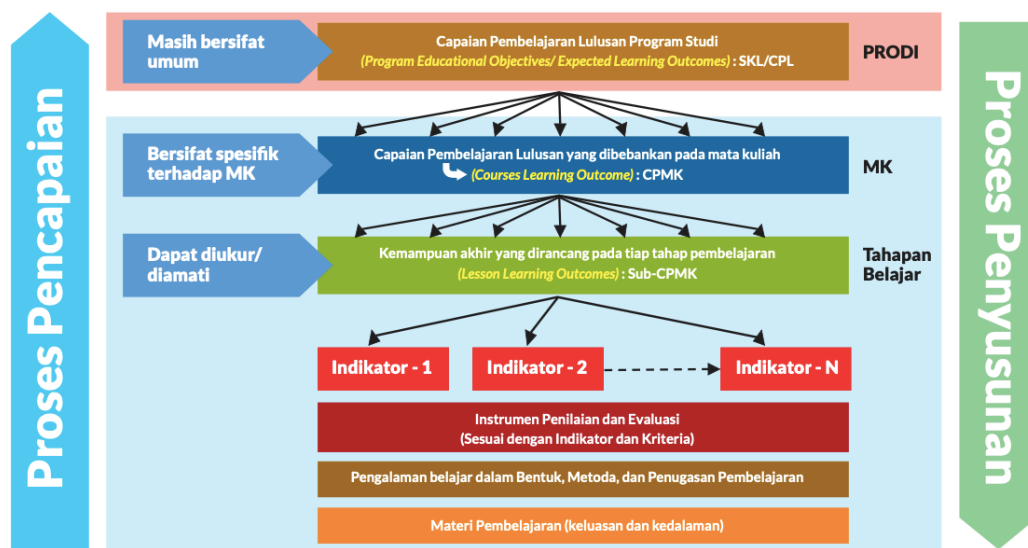 Proses Pencapaian
Masih bersifat
umum
Capaian Pembelajaran Lulusan Program Studi
(Program Educational Objectives/ Expected Learning Outcomes) : SKL/CPL
PRODI
Bersifat spesifik
terhadap MK
Capaian Pembelajaran Lulusan yang dibebankan pada mata kuliah
(Courses Learning Outcome) : CPMK
MK
Dapat diukur/
diamati
Kemampuan akhir yang dirancang pada tiap tahap pembelajaran
(Lesson Learning Outcomes) : Sub-CPMK
Tahapan
Belajar
Indikator - 1
Indikator - 2
Indikator - N
Instrumen Penilaian dan Evaluasi
(Sesuai dengan Indikator dan Kriteria)
Pengalaman belajar dalam Bentuk, Metoda, dan Penugasan Pembelajaran
Materi Pembelajaran (keluasan dan kedalaman)
Proses Penyusunan